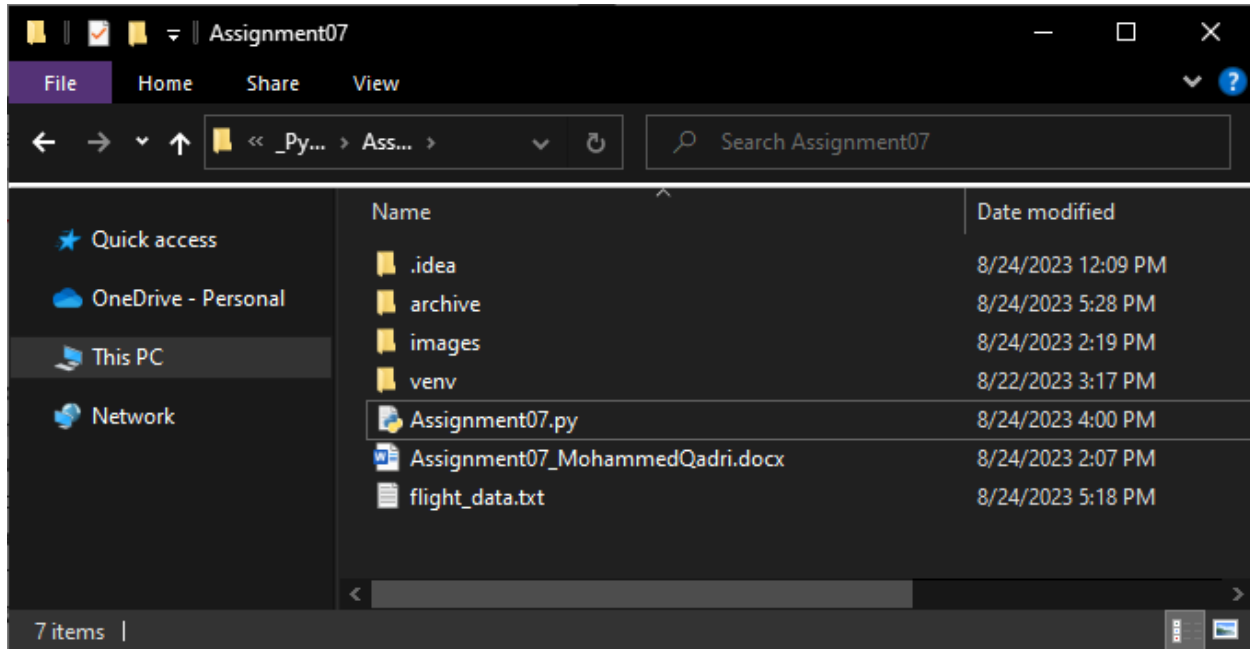 Assignment07
File Home Share View
« _Py... > Ass... > Search Assignment07
Name Date modified
Quick access
OneDrive - Personal
This PC
Network
.idea 8/24/2023 12:09 PM
archive 8/24/2023 5:28 PM
images 8/24/2023 2:19 PM
venv 8/22/2023 3:17 PM
Assignment07.py 8/24/2023 4:00 PM
Assignment07_MohammedQadri.docx 8/24/2023 2:07 PM
flight_data.txt 8/24/2023 5:18 PM
7 items